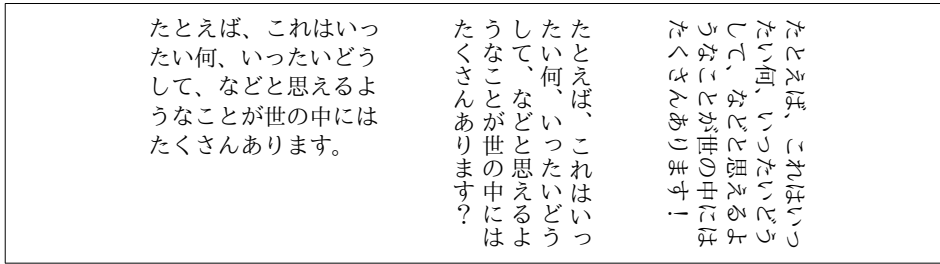 たとえば、これはいっ
たい何、いったいどう
して、などと思えるよ
うなことが世の中には
たくさんあります。
たとえば、これはいっ
たい何、いったいどう
して、などと思えるよ
うなことが世の中には
たくさんあります？
たとえば、これはいっ
たい何、いったいどう
して、などと思えるよ
うなことが世の中には
たくさんあります！